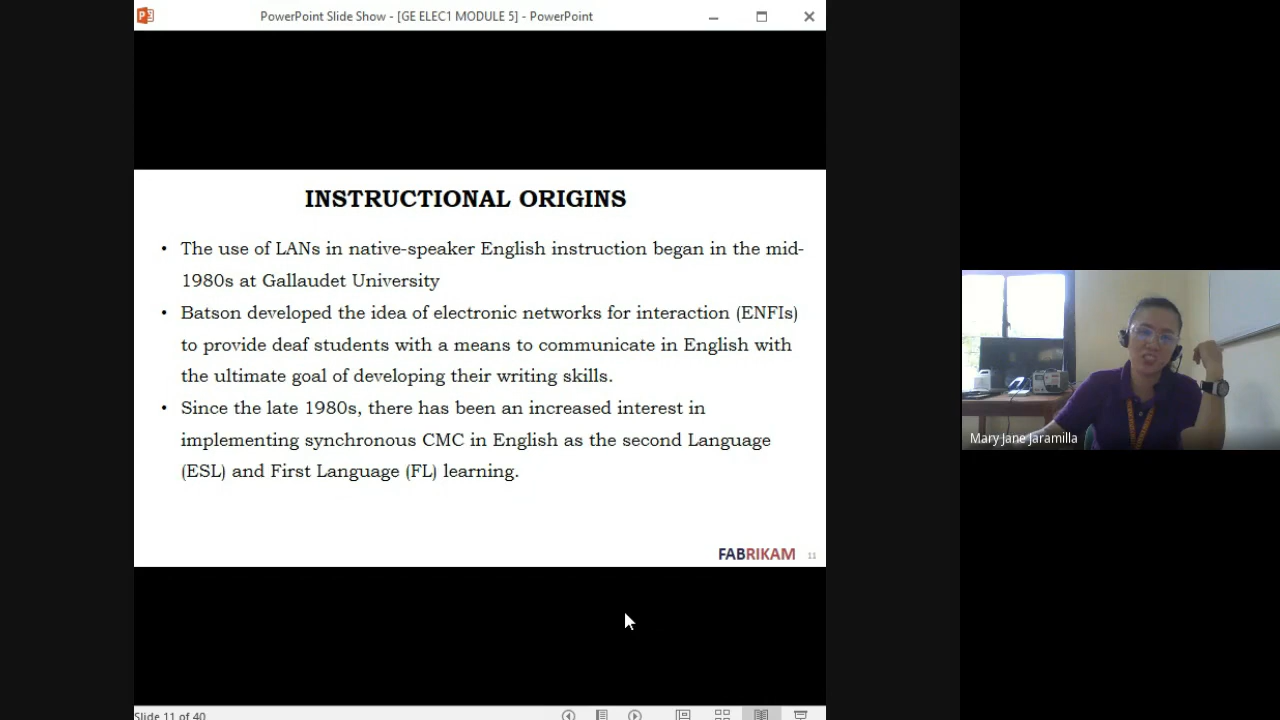 PowerPoint Slide Show - [GE ELEC1 MODULE 5] - PowerPoint
INSTRUCTIONAL ORIGINS
• The use of LANs in native-speaker English instruction began in the mid-
1980s at Gallaudet University
• Batson developed the idea of electronic networks for interaction (ENFIs)
to provide deaf students with a means to communicate in English with
the ultimate goal of developing their writing skills.
• Since the late 1980s, there has been an increased interest in
implementing synchronous CMC in English as the second Language
(ESL) and First Language (FL) learning.
FABRIKAM 11
Mary Jane Jaramilla
Slide 11 of 40